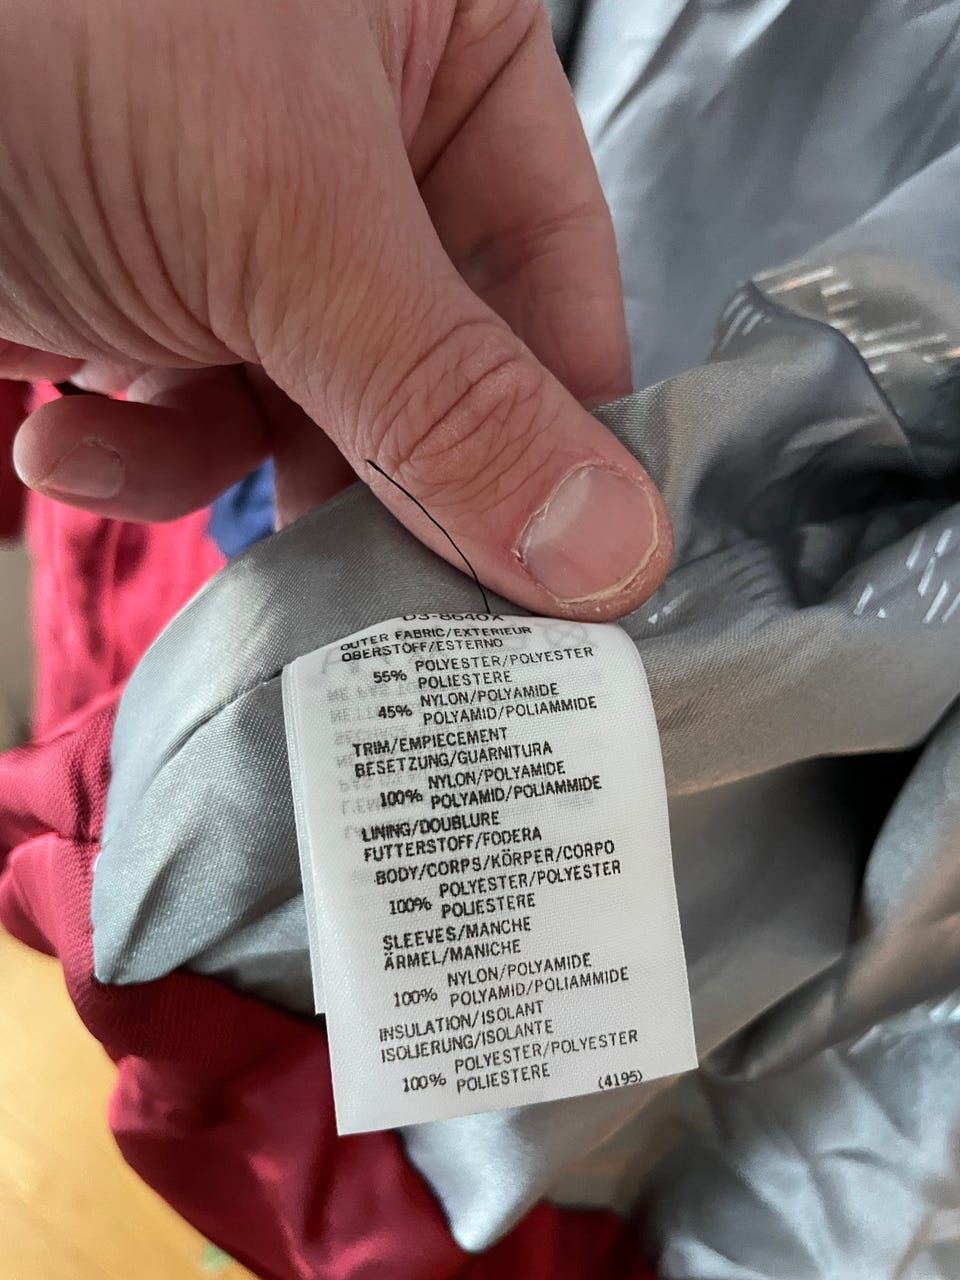 D3-8640X
OUTER FABRIC/EXTERIEUR
OBERSTOFF/ESTERNO
55% POLYESTER/POLYESTER
POLIESTERE
45% NYLON/POLYAMIDE
POLYAMID/POLIAMMIDE
TRIM/EMPIECEMENT
BESETZUNG/GUARNITURA
100% NYLON/POLYAMIDE
POLYAMID/POLIAMMIDE
LINING/DOUBLURE
FUTTERSTOFF/FODERA
BODY/CORPS/KÖRPER/CORPO
100% POLYESTER/POLYESTER
POLIESTERE
SLEEVES/MANCHE
ÄRMEL/MANICHE
100% NYLON/POLYAMIDE
POLYAMID/POLIAMMIDE
INSULATION/ISOLANT
ISOLIERUNG/ISOLANTE
100% POLYESTER/POLYESTER
POLIESTERE (4195)